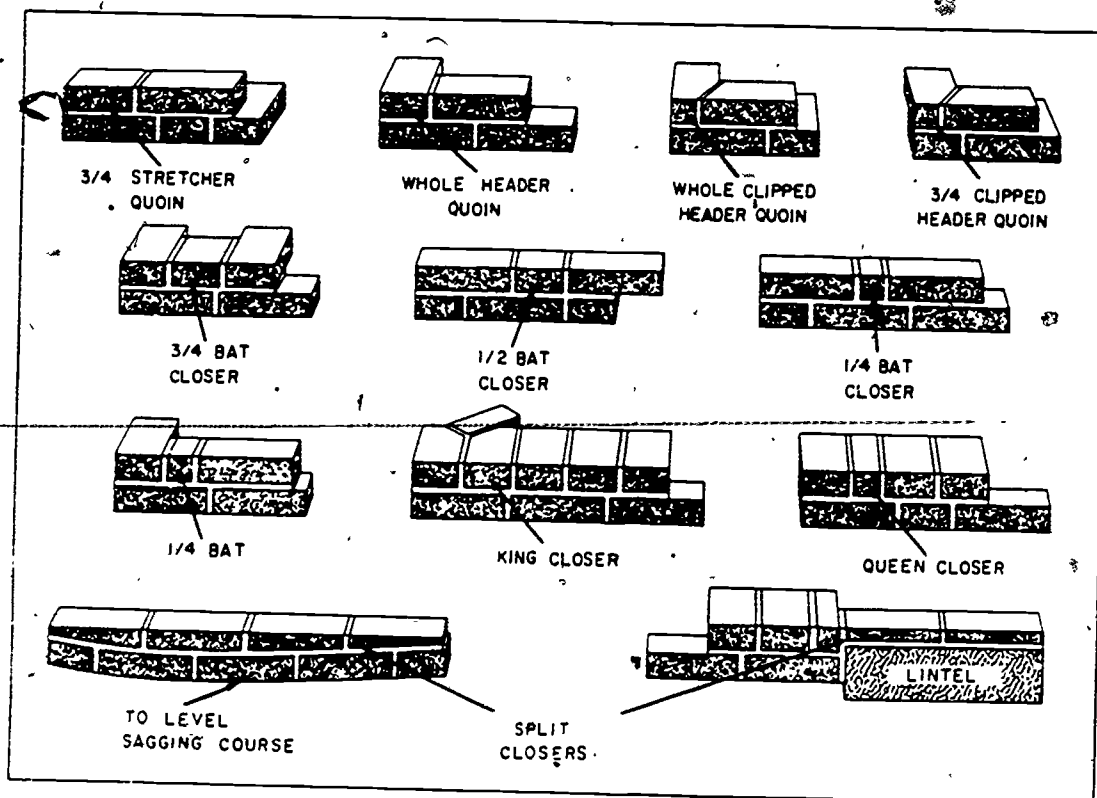 3/4 STRETCHER
QUOIN
WHOLE HEADER
QUOIN
WHOLE CLIPPED
HEADER QUOIN
3/4 CLIPPED
HEADER QUOIN
3/4 BAT
CLOSER
1/2 BAT
CLOSER
1/4 BAT
CLOSER
1/4 BAT
KING CLOSER
QUEEN CLOSER
TO LEVEL
SAGGING COURSE
SPLIT
CLOSERS
LINTEL